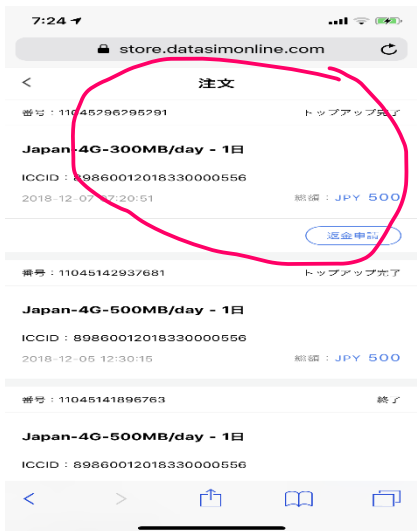 7:24
store.datasimonline.com
注文
番号：11045296295291 トップアップ完了
Japan-4G-300MB/day - 1日
ICCID：89860012018330000556
2018-12-07 07:20:51 総額：JPY 500
返金申請
番号：11045142937681 トップアップ完了
Japan-4G-500MB/day - 1日
ICCID：89860012018330000556
2018-12-05 12:30:15 総額：JPY 500
番号：11045141896763 終了
Japan-4G-500MB/day - 1日
ICCID：89860012018330000556